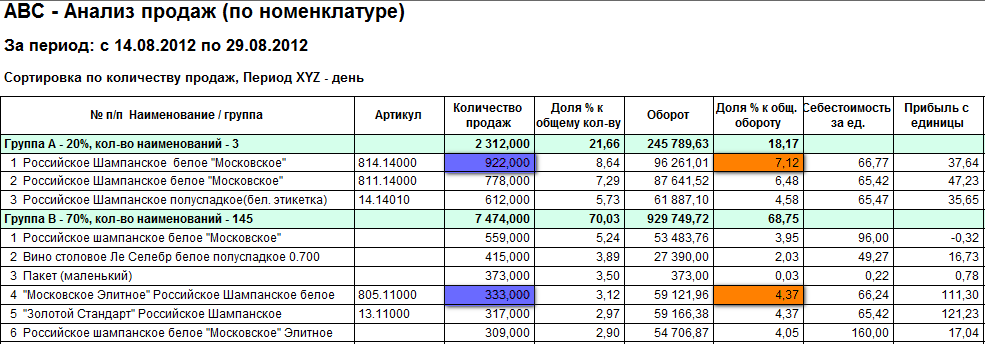 ABC - Анализ продаж (по номенклатуре)
За период: с 14.08.2012 по 29.08.2012
Сортировка по количеству продаж, Период XYZ - день
№ п/п Наименование / группа Артикул Количество продаж Доля % к общему кол-ву Оборот Доля % к общ. обороту Себестоимость за ед. Прибыль с единицы
Группа А - 20%, кол-во наименований - 3 2 312,000 21,66 245 789,63 18,17
1 Российское Шампанское белое "Московское" 814.14000 922,000 8,64 96 261,01 7,12 66,77 37,64
2 Российское Шампанское белое "Московское" 811.14000 778,000 7,29 87 641,52 6,48 65,42 47,23
3 Российское Шампанское полусладкое(бел. этикетка) 14.14010 612,000 5,73 61 887,10 4,58 65,47 35,65
Группа В - 70%, кол-во наименований - 145 7 474,000 70,03 929 749,72 68,75
1 Российское шампанское белое "Московское" 559,000 5,24 53 483,76 3,95 96,00 -0,32
2 Вино столовое Ле Селебр белое полусладкое 0.700 415,000 3,89 27 390,00 2,03 49,27 16,73
3 Пакет (маленький) 373,000 3,50 373,00 0,03 0,22 0,78
4 "Московское Элитное" Российское Шампанское белое 805.11000 333,000 3,12 59 121,96 4,37 66,24 111,30
5 "Золотой Стандарт" Российское Шампанское 13.11000 317,000 2,97 59 166,38 4,37 65,42 121,23
6 Российское шампанское белое "Московское" Элитное 309,000 2,90 54 706,87 4,05 160,00 17,04